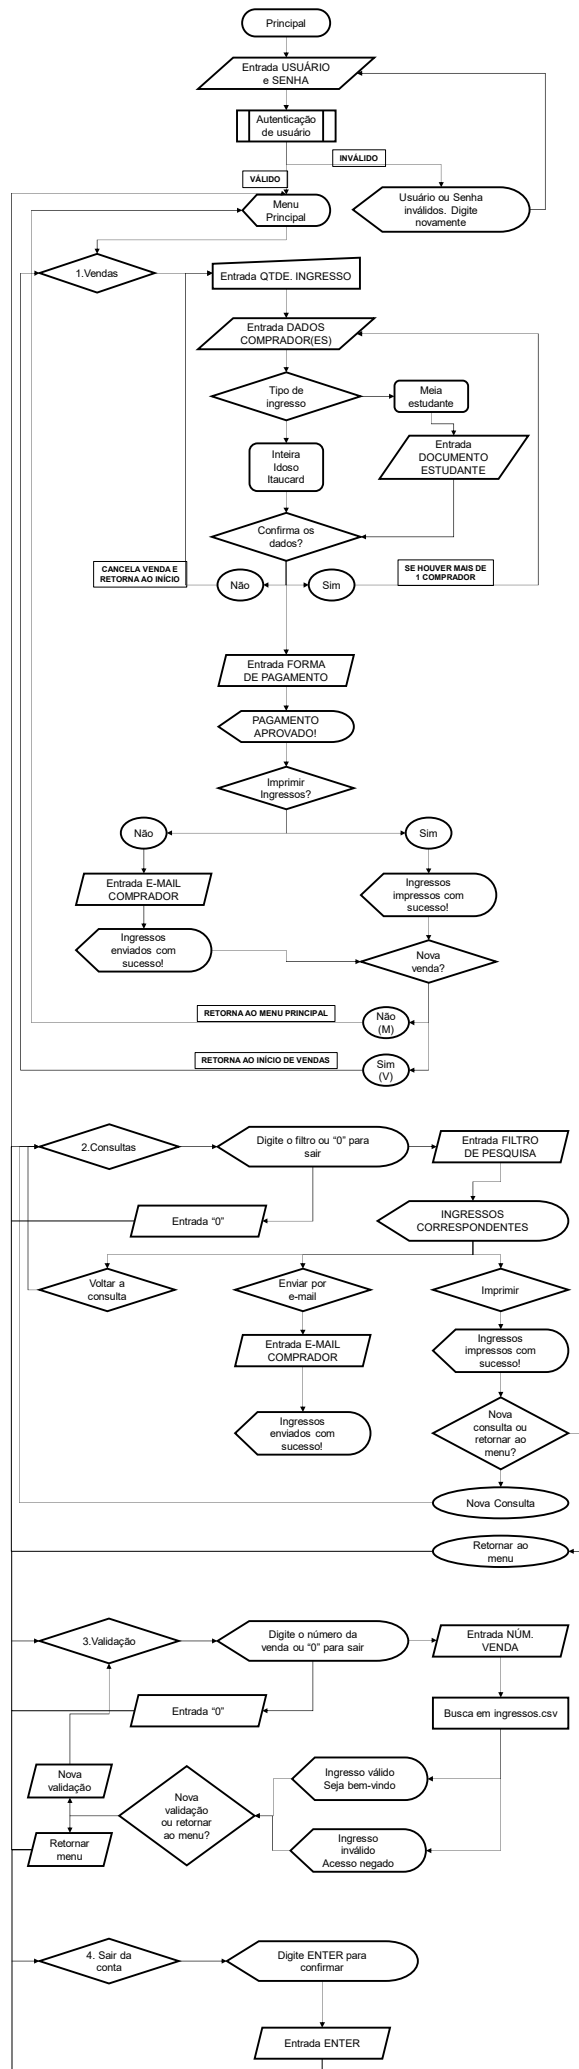 Principal
Entrada USUÁRIO
e SENHA
Autenticação
de usuário
INVÁLIDO
VÁLIDO
Menu
Principal
Usuário ou Senha
inválidos. Digite
novamente
1.Vendas
Entrada QTDE. INGRESSO
Entrada DADOS
COMPRADOR(ES)
Tipo de
ingresso
Meia
estudante
Inteira
Idoso
Itaucard
Entrada
DOCUMENTO
ESTUDANTE
Confirma os
dados?
CANCELA VENDA E
RETORNA AO INÍCIO
Não
Sim
SE HOUVER MAIS DE
1 COMPRADOR
Entrada FORMA
DE PAGAMENTO
PAGAMENTO
APROVADO!
Imprimir
Ingressos?
Não
Sim
Entrada E-MAIL
COMPRADOR
Ingressos
impressos com
sucesso!
Ingressos
enviados com
sucesso!
Nova
venda?
RETORNA AO MENU PRINCIPAL
Não
(M)
RETORNA AO INÍCIO DE VENDAS
Sim
(V)
2.Consultas
Digite o filtro ou “0” para
sair
Entrada FILTRO
DE PESQUISA
Entrada “0”
INGRESSOS
CORRESPONDENTES
Voltar a
consulta
Enviar por
e-mail
Imprimir
Entrada E-MAIL
COMPRADOR
Ingressos
impressos com
sucesso!
Ingressos
enviados com
sucesso!
Nova
consulta ou
retornar ao
menu?
Nova Consulta
Retornar ao
menu
3.Validação
Digite o número da
venda ou “0” para sair
Entrada NÚM.
VENDA
Entrada “0”
Busca em ingressos.csv
Nova
validação
Nova
validação
ou retornar
ao menu?
Ingresso válido
Seja bem-vindo
Retornar
menu
Ingresso
inválido
Acesso negado
4. Sair da
conta
Digite ENTER para
confirmar
Entrada ENTER